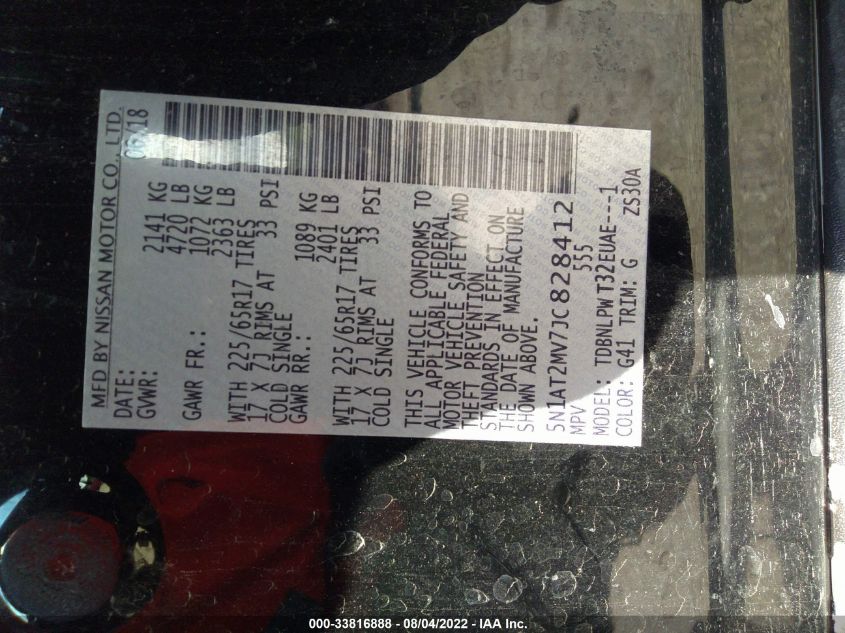 MFD BY NISSAN MOTOR CO., LTD.
DATE:
GVWR: 2141 KG
4720 LB
GAWR FR.: 1072 KG
2363 LB
WITH 225/65R17 TIRES
17 X 7J RIMS AT 33 PSI
COLD SINGLE
GAWR RR.: 1089 KG
2401 LB
WITH 225/65R17 TIRES
17 X 7J RIMS AT 33 PSI
COLD SINGLE
THIS VEHICLE CONFORMS TO
ALL APPLICABLE FEDERAL
MOTOR VEHICLE SAFETY AND
THEFT PREVENTION
STANDARDS IN EFFECT ON
THE DATE OF MANUFACTURE
SHOWN ABOVE.
5N1AT2MV7JC828412
MPV 555
MODEL: TDBNLPW T32EUAE---1
COLOR: G41 TRIM: G ZS30A
000-33816888 - 08/04/2022 - IAA Inc.